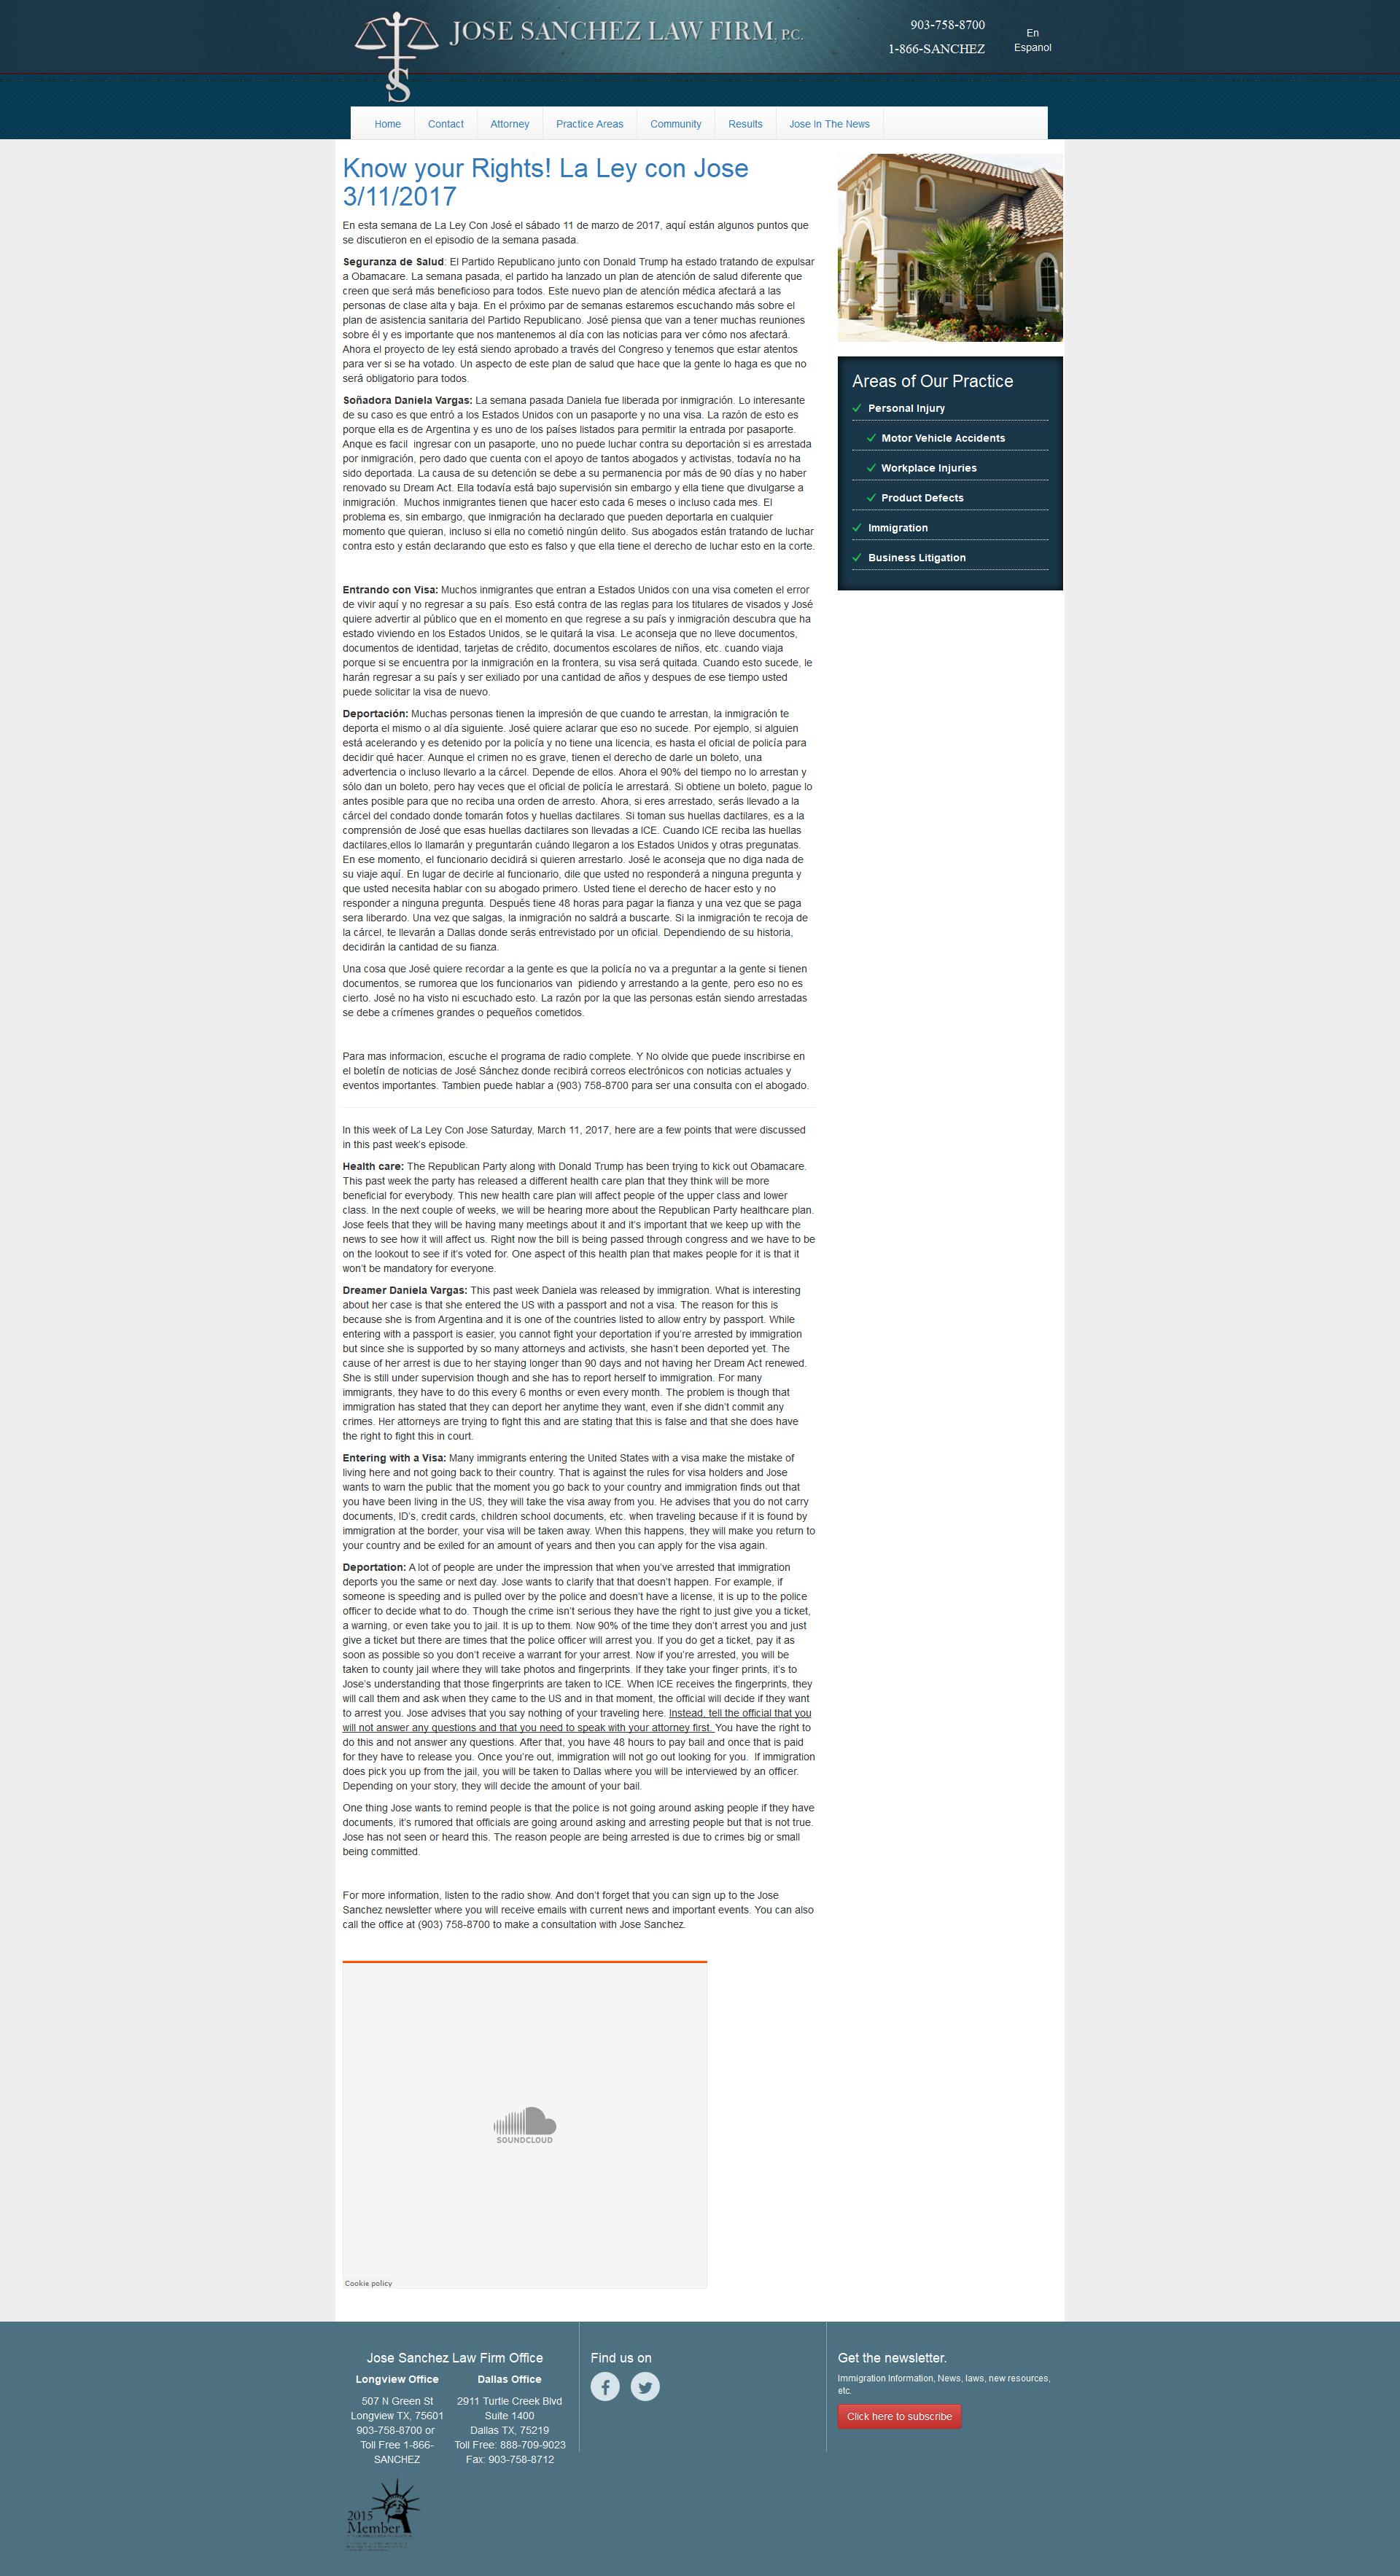 JOSE SANCHEZ LAW FIRM, P.C.
903-758-8700
1-866-SANCHEZ
En
Espanol
Home
Contact
Attorney
Practice Areas
Community
Results
Jose In The News
Know your Rights! La Ley con Jose
3/11/2017
En esta semana de La Ley Con José el sábado 11 de marzo de 2017, aquí están algunos puntos que
se discutieron en el episodio de la semana pasada.
Seguranza de Salud: El Partido Republicano junto con Donald Trump ha estado tratando de expulsar
a Obamacare. La semana pasada, el partido ha lanzado un plan de atención de salud diferente que
creen que será más beneficioso para todos. Este nuevo plan de atención médica afectará a las
personas de clase alta y baja. En el próximo par de semanas estaremos escuchando más sobre el
plan de asistencia sanitaria del Partido Republicano. José piensa que van a tener muchas reuniones
sobre él y es importante que nos mantenemos al día con las noticias para ver cómo nos afectará.
Ahora el proyecto de ley está siendo aprobado a través del Congreso y tenemos que estar atentos
para ver si se ha votado. Un aspecto de este plan de salud que hace que la gente lo haga es que no
será obligatorio para todos.
Soñadora Daniela Vargas: La semana pasada Daniela fue liberada por inmigración. Lo interesante
de su caso es que entró a los Estados Unidos con un pasaporte y no una visa. La razón de esto es
porque ella es de Argentina y es uno de los países listados para permitir la entrada por pasaporte.
Anque es facil  ingresar con un pasaporte, uno no puede luchar contra su deportación si es arrestada
por inmigración, pero dado que cuenta con el apoyo de tantos abogados y activistas, todavía no ha
sido deportada. La causa de su detención se debe a su permanencia por más de 90 días y no haber
renovado su Dream Act. Ella todavía está bajo supervisión sin embargo y ella tiene que divulgarse a
inmigración.  Muchos inmigrantes tienen que hacer esto cada 6 meses o incluso cada mes. El
problema es, sin embargo, que inmigración ha declarado que pueden deportarla en cualquier
momento que quieran, incluso si ella no cometió ningún delito. Sus abogados están tratando de luchar
contra esto y están declarando que esto es falso y que ella tiene el derecho de luchar esto en la corte.
Entrando con Visa: Muchos inmigrantes que entran a Estados Unidos con una visa cometen el error
de vivir aquí y no regresar a su país. Eso está contra de las reglas para los titulares de visados y José
quiere advertir al público que en el momento en que regrese a su país y inmigración descubra que ha
estado viviendo en los Estados Unidos, se le quitará la visa. Le aconseja que no lleve documentos,
documentos de identidad, tarjetas de crédito, documentos escolares de niños, etc. cuando viaja
porque si se encuentra por la inmigración en la frontera, su visa será quitada. Cuando esto sucede, le
harán regresar a su país y ser exiliado por una cantidad de años y despues de ese tiempo usted
puede solicitar la visa de nuevo.
Deportación: Muchas personas tienen la impresión de que cuando te arrestan, la inmigración te
deporta el mismo o al día siguiente. José quiere aclarar que eso no sucede. Por ejemplo, si alguien
está acelerando y es detenido por la policía y no tiene una licencia, es hasta el oficial de policía para
decidir qué hacer. Aunque el crimen no es grave, tienen el derecho de darle un boleto, una
advertencia o incluso llevarlo a la cárcel. Depende de ellos. Ahora el 90% del tiempo no lo arrestan y
sólo dan un boleto, pero hay veces que el oficial de policía le arrestará. Si obtiene un boleto, pague lo
antes posible para que no reciba una orden de arresto. Ahora, si eres arrestado, serás llevado a la
cárcel del condado donde tomarán fotos y huellas dactilares. Si toman sus huellas dactilares, es a la
comprensión de José que esas huellas dactilares son llevadas a ICE. Cuando ICE reciba las huellas
dactilares,ellos lo llamarán y preguntarán cuándo llegaron a los Estados Unidos y otras pregunatas.
En ese momento, el funcionario decidirá si quieren arrestarlo. José le aconseja que no diga nada de
su viaje aquí. En lugar de decirle al funcionario, dile que usted no responderá a ninguna pregunta y
que usted necesita hablar con su abogado primero. Usted tiene el derecho de hacer esto y no
responder a ninguna pregunta. Después tiene 48 horas para pagar la fianza y una vez que se paga
sera liberardo. Una vez que salgas, la inmigración no saldrá a buscarte. Si la inmigración te recoja de
la cárcel, te llevarán a Dallas donde serás entrevistado por un oficial. Dependiendo de su historia,
decidirán la cantidad de su fianza.
Una cosa que José quiere recordar a la gente es que la policía no va a preguntar a la gente si tienen
documentos, se rumorea que los funcionarios van  pidiendo y arrestando a la gente, pero eso no es
cierto. José no ha visto ni escuchado esto. La razón por la que las personas están siendo arrestadas
se debe a crímenes grandes o pequeños cometidos.
Para mas informacion, escuche el programa de radio complete. Y No olvide que puede inscribirse en
el boletín de noticias de José Sánchez donde recibirá correos electrónicos con noticias actuales y
eventos importantes. Tambien puede hablar a (903) 758-8700 para ser una consulta con el abogado.
In this week of La Ley Con Jose Saturday, March 11, 2017, here are a few points that were discussed
in this past week's episode.
Health care: The Republican Party along with Donald Trump has been trying to kick out Obamacare.
This past week the party has released a different health care plan that they think will be more
beneficial for everybody. This new health care plan will affect people of the upper class and lower
class. In the next couple of weeks, we will be hearing more about the Republican Party healthcare plan.
Jose feels that they will be having many meetings about it and it's important that we keep up with the
news to see how it will affect us. Right now the bill is being passed through congress and we have to be
on the lookout to see if it's voted for. One aspect of this health plan that makes people for it is that it
won't be mandatory for everyone.
Dreamer Daniela Vargas: This past week Daniela was released by immigration. What is interesting
about her case is that she entered the US with a passport and not a visa. The reason for this is
because she is from Argentina and it is one of the countries listed to allow entry by passport. While
entering with a passport is easier, you cannot fight your deportation if you're arrested by immigration
but since she is supported by so many attorneys and activists, she hasn't been deported yet. The
cause of her arrest is due to her staying longer than 90 days and not having her Dream Act renewed.
She is still under supervision though and she has to report herself to immigration. For many
immigrants, they have to do this every 6 months or even every month. The problem is though that
immigration has stated that they can deport her anytime they want, even if she didn't commit any
crimes. Her attorneys are trying to fight this and are stating that this is false and that she does have
the right to fight this in court.
Entering with a Visa: Many immigrants entering the United States with a visa make the mistake of
living here and not going back to their country. That is against the rules for visa holders and Jose
wants to warn the public that the moment you go back to your country and immigration finds out that
you have been living in the US, they will take the visa away from you. He advises that you do not carry
documents, ID's, credit cards, children school documents, etc. when traveling because if it is found by
immigration at the border, your visa will be taken away. When this happens, they will make you return to
your country and be exiled for an amount of years and then you can apply for the visa again.
Deportation: A lot of people are under the impression that when you've arrested that immigration
deports you the same or next day. Jose wants to clarify that that doesn't happen. For example, if
someone is speeding and is pulled over by the police and doesn't have a license, it is up to the police
officer to decide what to do. Though the crime isn't serious they have the right to just give you a ticket,
a warning, or even take you to jail. It is up to them. Now 90% of the time they don't arrest you and just
give a ticket but there are times that the police officer will arrest you. If you do get a ticket, pay it as
soon as possible so you don't receive a warrant for your arrest. Now if you're arrested, you will be
taken to county jail where they will take photos and fingerprints. If they take your finger prints, it's to
Jose's understanding that those fingerprints are taken to ICE. When ICE receives the fingerprints, they
will call them and ask when they came to the US and in that moment, the official will decide if they want
to arrest you. Jose advises that you say nothing of your traveling here. Instead, tell the official that you
will not answer any questions and that you need to speak with your attorney first. You have the right to
do this and not answer any questions. After that, you have 48 hours to pay bail and once that is paid
for they have to release you. Once you're out, immigration will not go out looking for you.  If immigration
does pick you up from the jail, you will be taken to Dallas where you will be interviewed by an officer.
Depending on your story, they will decide the amount of your bail.
One thing Jose wants to remind people is that the police is not going around asking people if they have
documents, it's rumored that officials are going around asking and arresting people but that is not true.
Jose has not seen or heard this. The reason people are being arrested is due to crimes big or small
being committed.
For more information, listen to the radio show. And don't forget that you can sign up to the Jose
Sanchez newsletter where you will receive emails with current news and important events. You can also
call the office at (903) 758-8700 to make a consultation with Jose Sanchez.
SOUNDCLOUD
Cookie policy
Areas of Our Practice
Personal Injury
Motor Vehicle Accidents
Workplace Injuries
Product Defects
Immigration
Business Litigation
Jose Sanchez Law Firm Office
Longview Office
507 N Green St
Longview TX, 75601
903-758-8700 or
Toll Free 1-866-
SANCHEZ
Dallas Office
2911 Turtle Creek Blvd
Suite 1400
Dallas TX, 75219
Toll Free: 888-709-9023
Fax: 903-758-8712
2015
Member
Find us on
Get the newsletter.
Immigration Information, News, laws, new resources,
etc.
Click here to subscribe